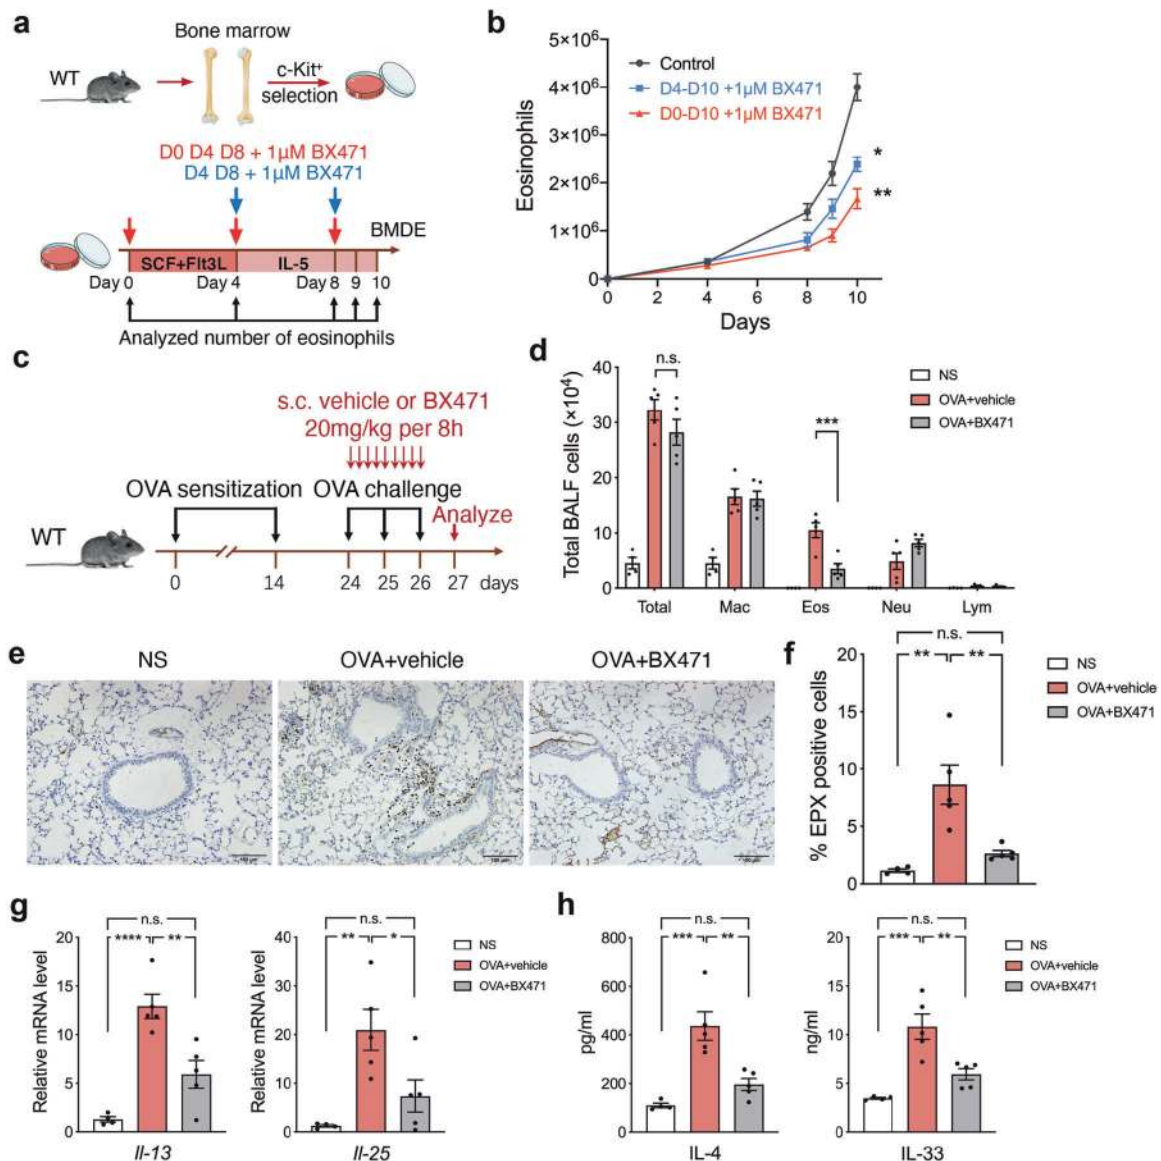 a
Bone marrow
WT
c-Kit⁺
selection
D0 D4 D8 + 1μM BX471
D4 D8 + 1μM BX471
BMDE
SCF+Flt3L
IL-5
Day 0
Day 4
Day 8
9
10
Analyzed number of eosinophils
b
5×10⁶
4×10⁶
3×10⁶
2×10⁶
1×10⁶
0
Eosinophils
Control
D4-D10 +1μM BX471
D0-D10 +1μM BX471
*
**
0 2 4 6 8 10
Days
c
s.c. vehicle or BX471
20mg/kg per 8h
OVA sensitization
OVA challenge
Analyze
WT
0 14 24 25 26 27 days
d
Total BALF cells (×10⁴)
40
30
20
10
0
n.s.
***
NS
OVA+vehicle
OVA+BX471
Total Mac Eos Neu Lym
e
NS OVA+vehicle OVA+BX471
f
% EPX positive cells
20
15
10
5
0
n.s.
** **
NS
OVA+vehicle
OVA+BX471
g
Relative mRNA level
20
15
10
5
0
n.s.
**** **
Il-13
Relative mRNA level
40
30
20
10
0
n.s.
** *
Il-25
NS
OVA+vehicle
OVA+BX471
h
pg/ml
800
600
400
200
0
n.s.
*** **
IL-4
ng/ml
20
15
10
5
0
n.s.
*** **
IL-33
NS
OVA+vehicle
OVA+BX471